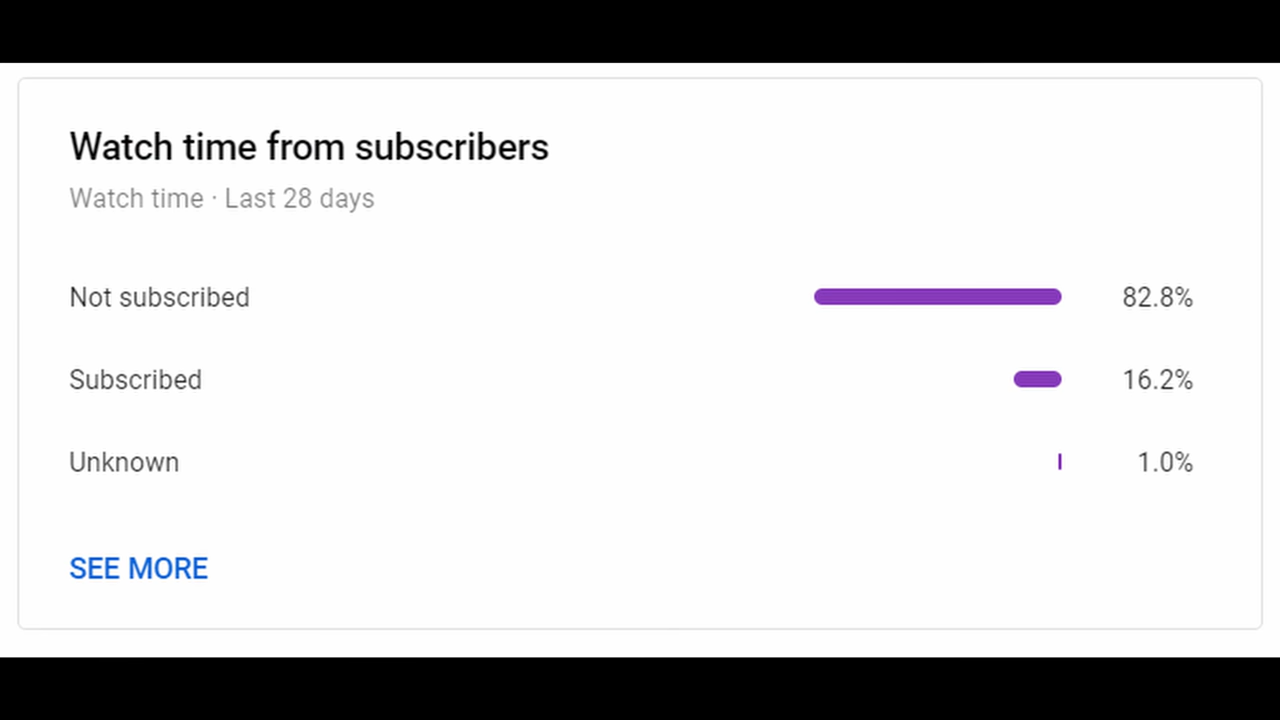 Watch time from subscribers
Watch time · Last 28 days
Not subscribed 82.8%
Subscribed 16.2%
Unknown 1.0%
SEE MORE